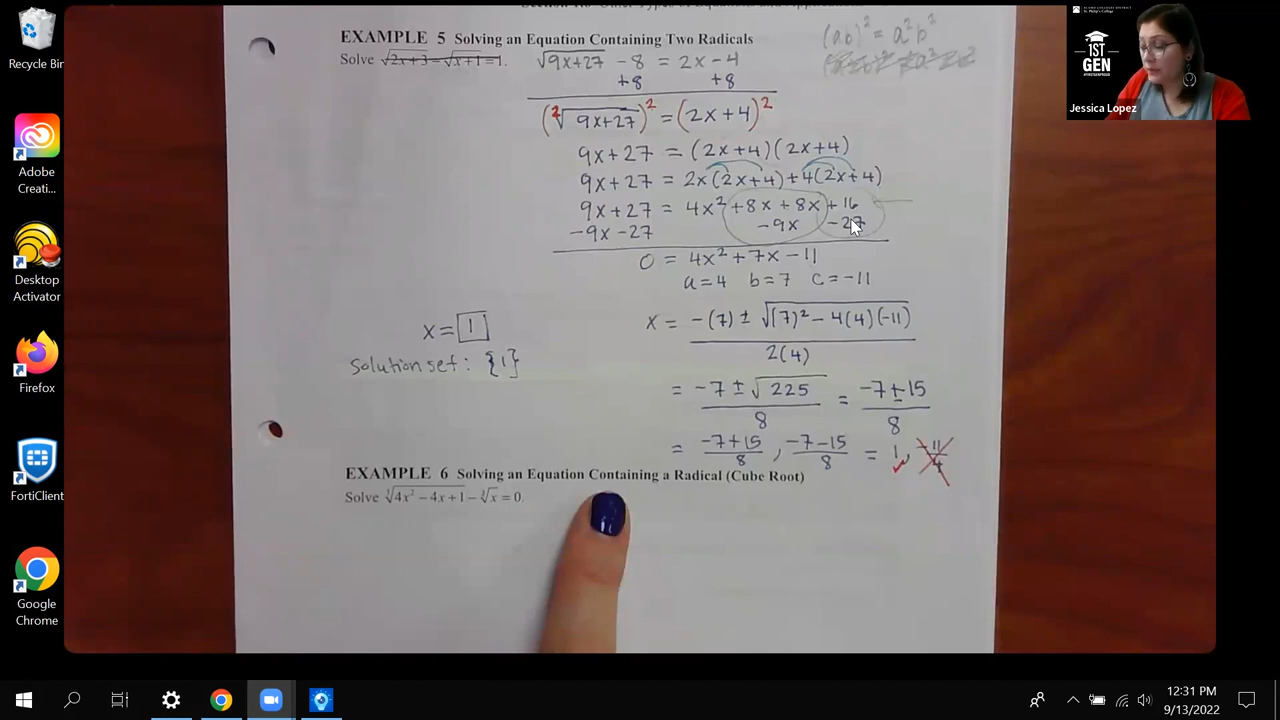 EXAMPLE 5 Solving an Equation Containing Two Radicals
(ab)² = a²b²
Solve √2x+3 − √x+1 = 1.
√9x+27 − 8 = 2x − 4
+8 +8
(²√9x+27)² = (2x+4)²
9x+27 = (2x+4)(2x+4)
9x+27 = 2x(2x+4)+4(2x+4)
9x+27 = 4x² +8x +8x +16
−9x −27 −9x −27
0 = 4x² +7x −11
a=4 b=7 c=−11
x = −(7) ± √(7)² − 4(4)(−11) / 2(4)
x = 1
Solution set: {1}
= −7 ± √225 / 8 = −7±15 / 8
= −7+15 / 8 , −7−15 / 8 = 1, −11/4
EXAMPLE 6 Solving an Equation Containing a Radical (Cube Root)
Solve ∛4x² − 4x + 1 − ∛x = 0.
1ST
GEN
Jessica Lopez
Recycle Bin
Adobe
Creati...
Desktop
Activator
Firefox
FortiClient
Google
Chrome
12:31 PM
9/13/2022